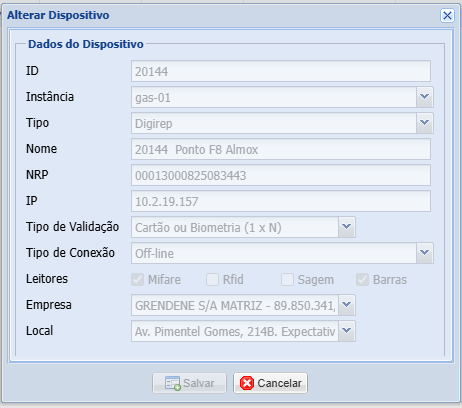 Alterar Dispositivo
Dados do Dispositivo
ID 20144
Instância gas-01
Tipo Digirep
Nome 20144 Ponto F8 Almox
NRP 00013000825083443
IP 10.2.19.157
Tipo de Validação Cartão ou Biometria (1 x N)
Tipo de Conexão Off-line
Leitores Mifare Rfid Sagem Barras
Empresa GRENDENE S/A MATRIZ - 89.850.341,
Local Av. Pimentel Gomes, 214B. Expectativ
Salvar Cancelar